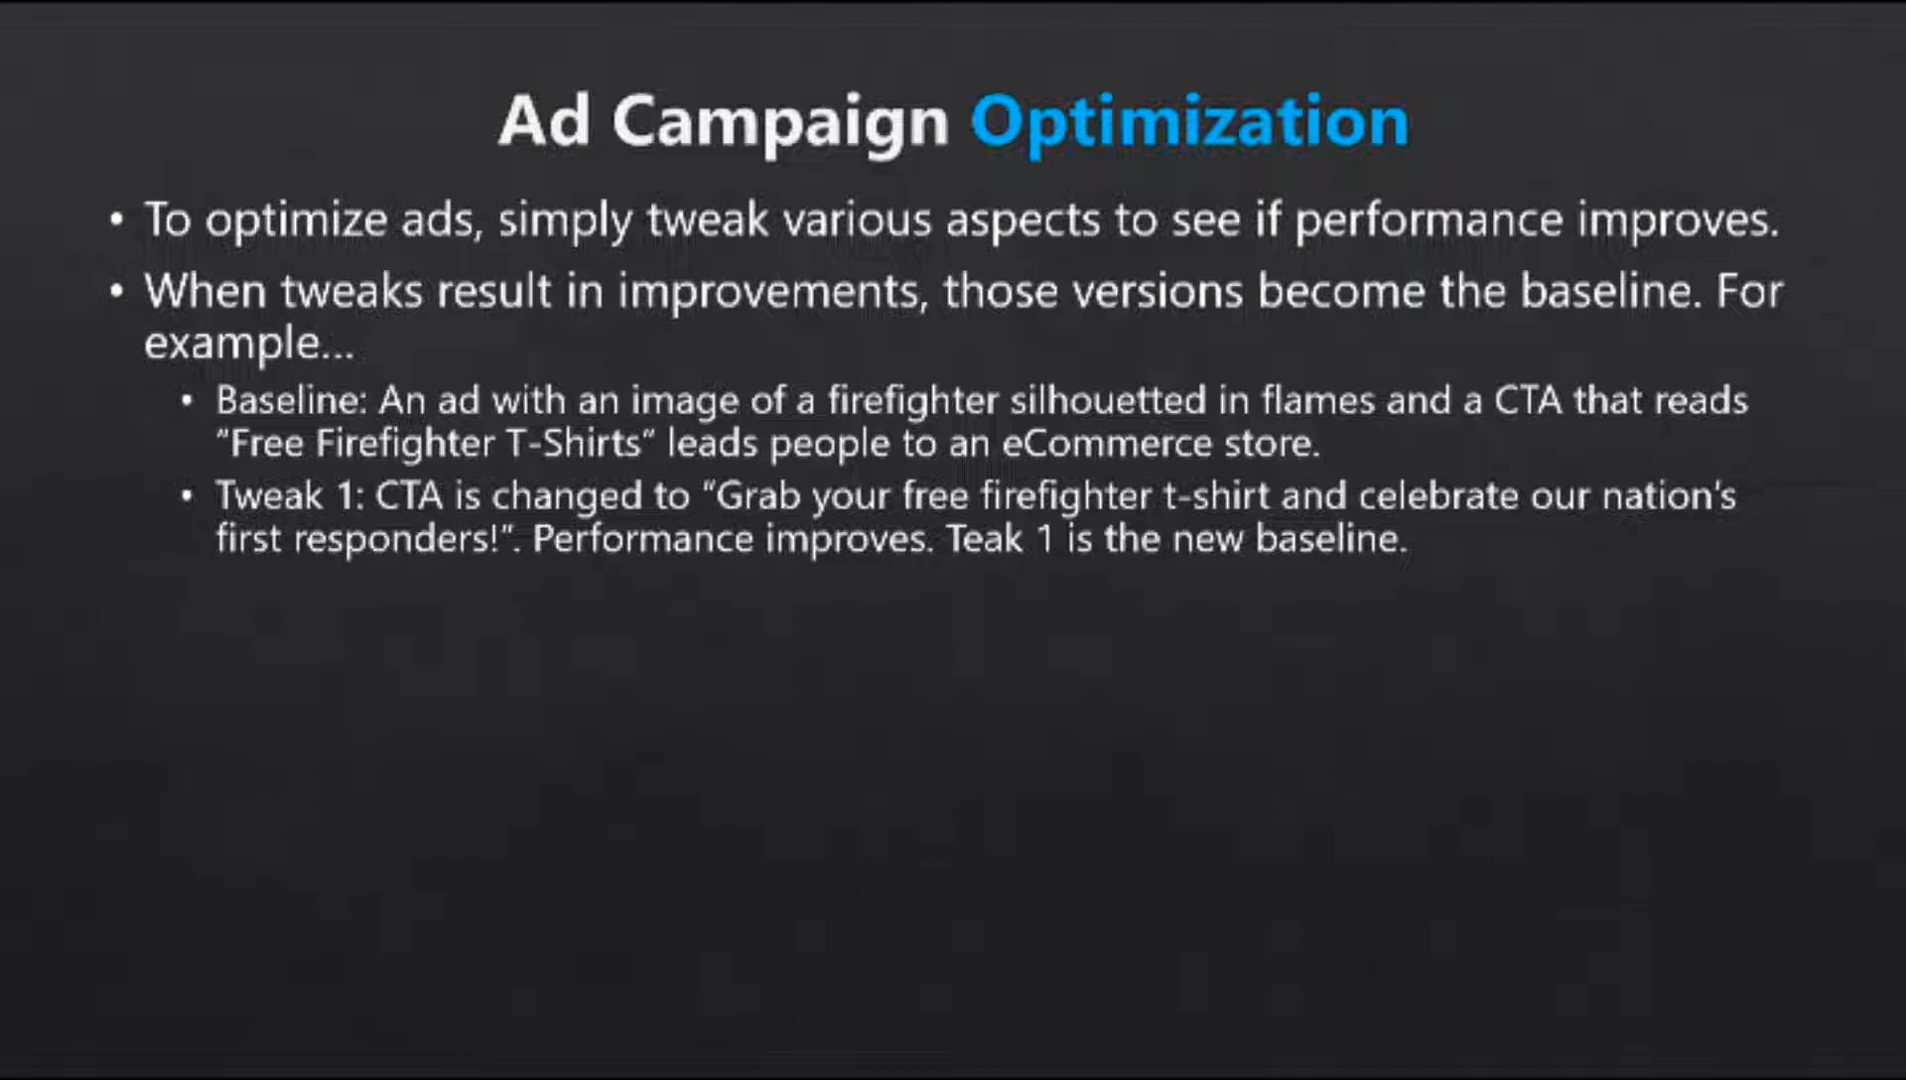 Ad Campaign Optimization
• To optimize ads, simply tweak various aspects to see if performance improves.
• When tweaks result in improvements, those versions become the baseline. For
example...
• Baseline: An ad with an image of a firefighter silhouetted in flames and a CTA that reads
“Free Firefighter T-Shirts” leads people to an eCommerce store.
• Tweak 1: CTA is changed to “Grab your free firefighter t-shirt and celebrate our nation’s
first responders!”. Performance improves. Teak 1 is the new baseline.